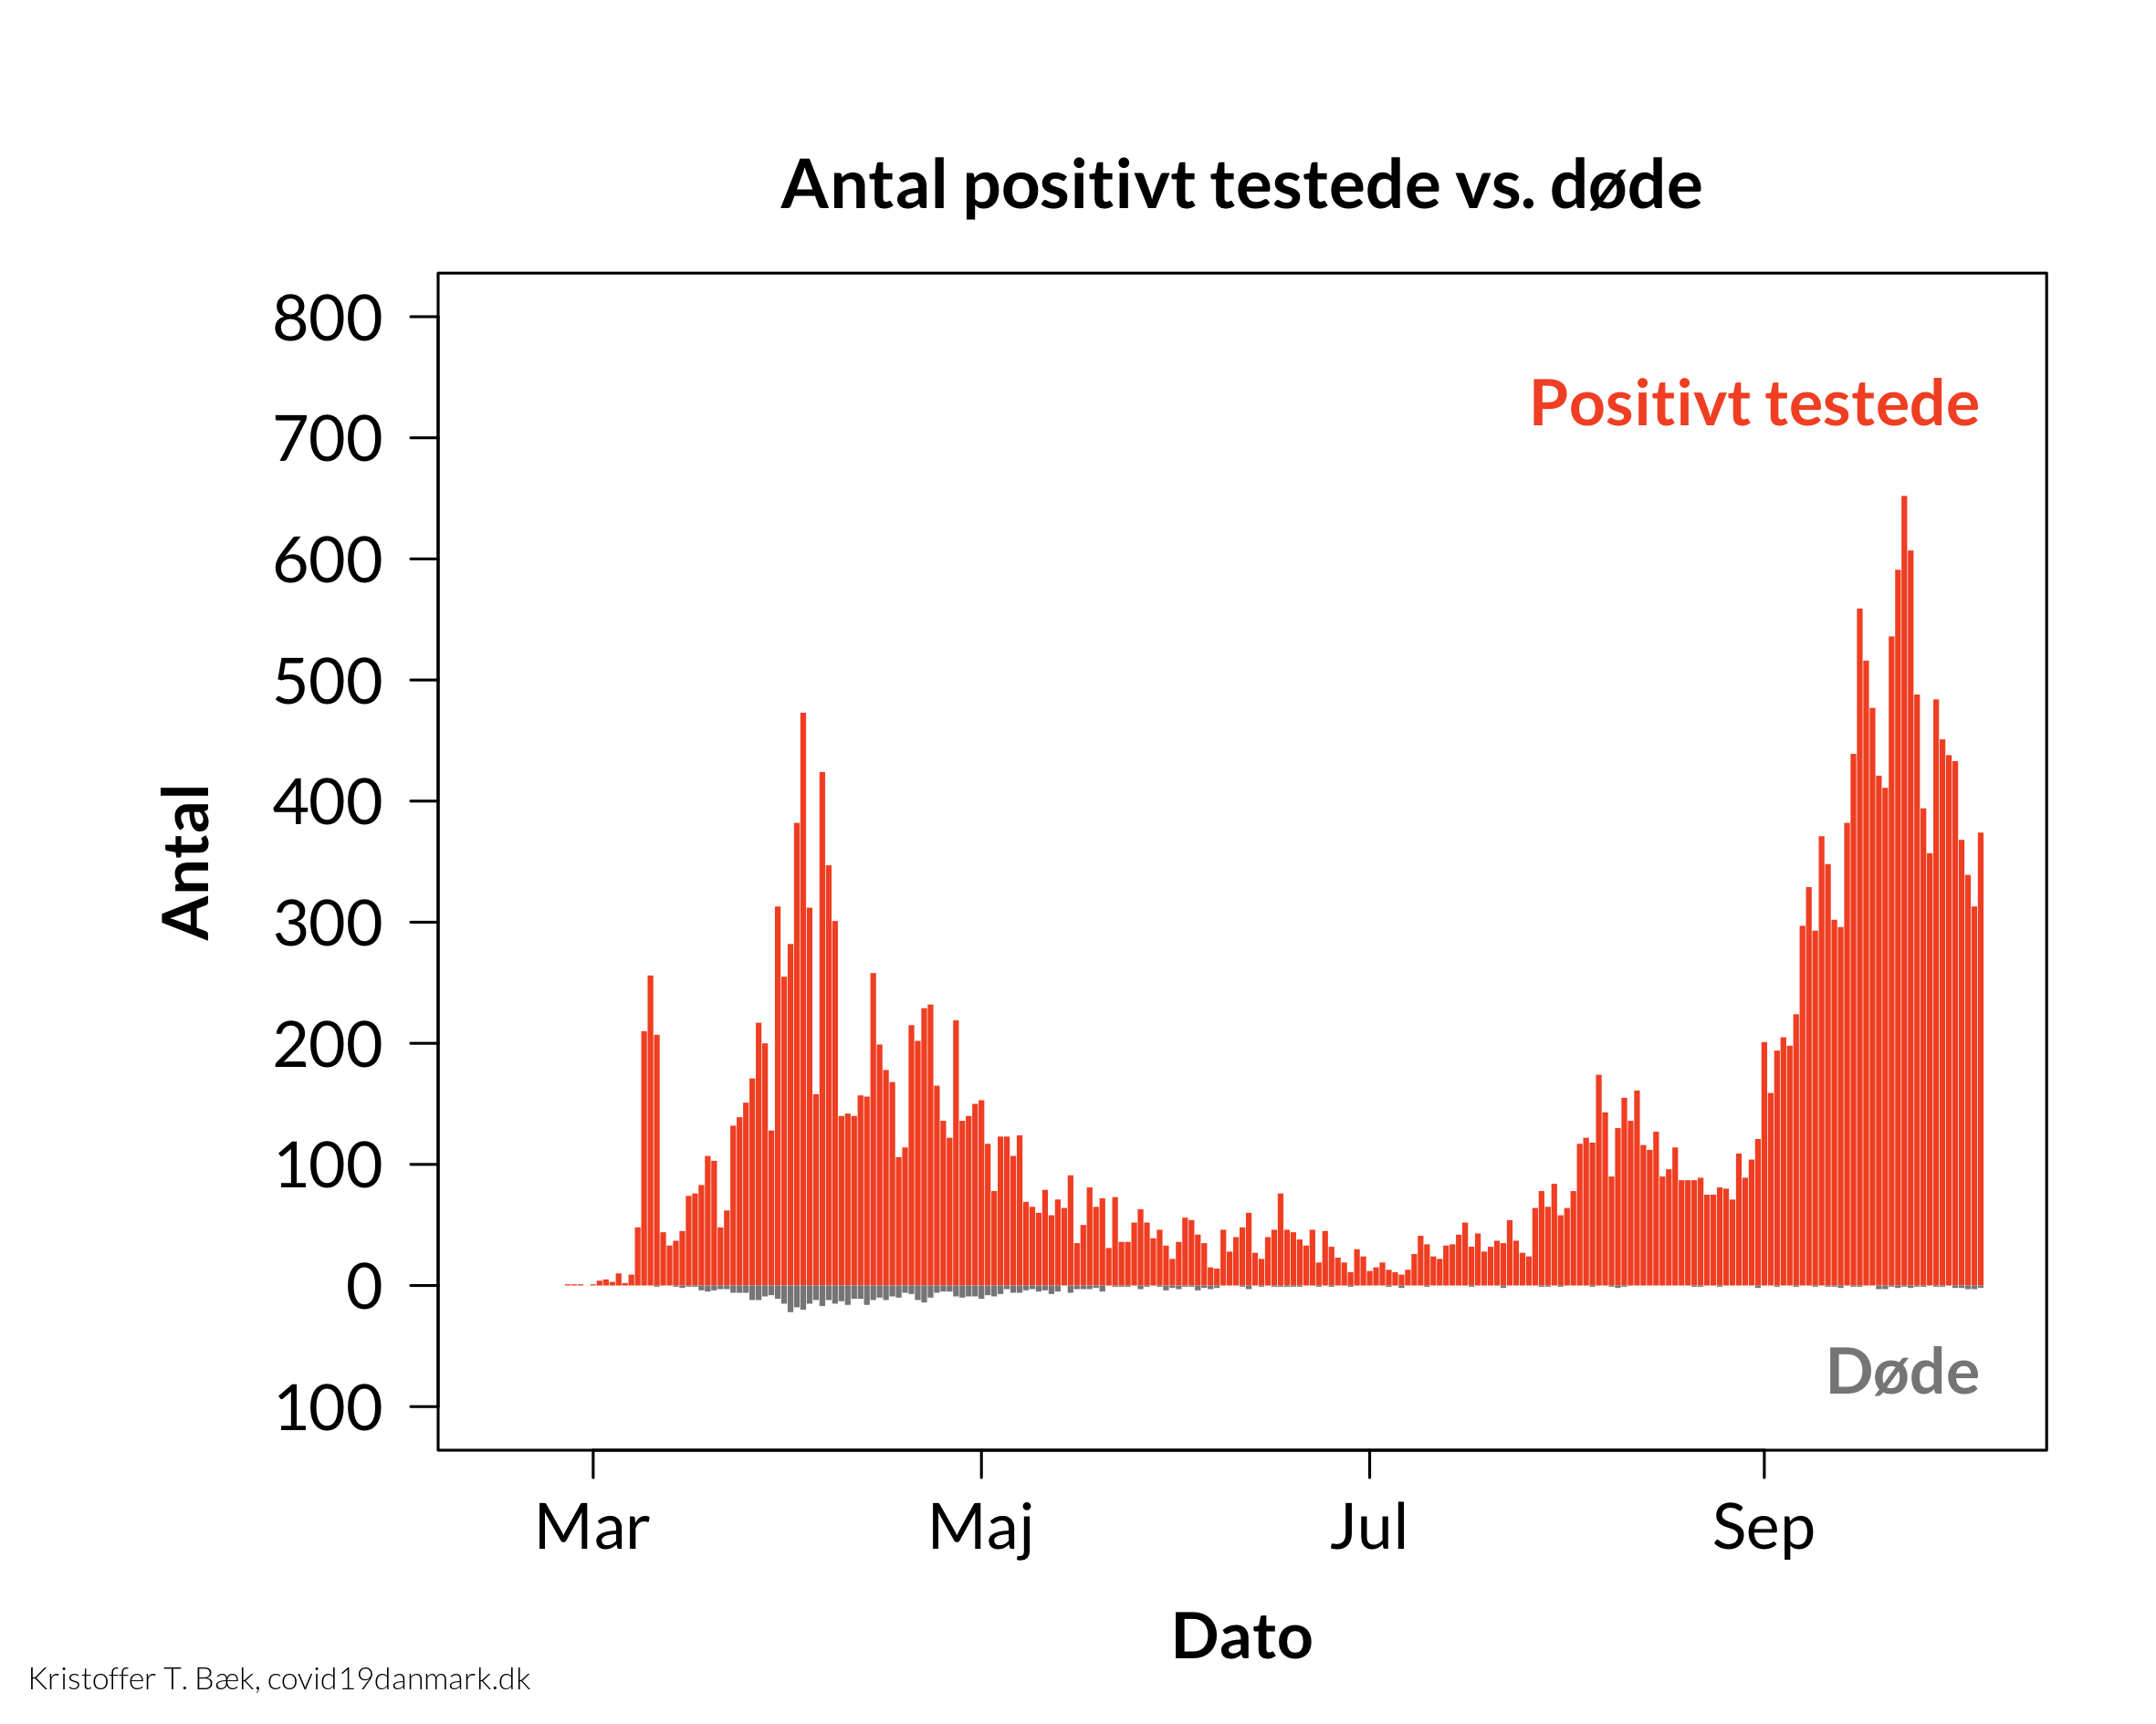 Antal positivt testede vs. døde
Positivt testede
800
700
600
500
400
300
200
100
0
100
Antal
Døde
Mar Maj Jul Sep
Dato
Kristoffer T. Bæk, covid19danmark.dk